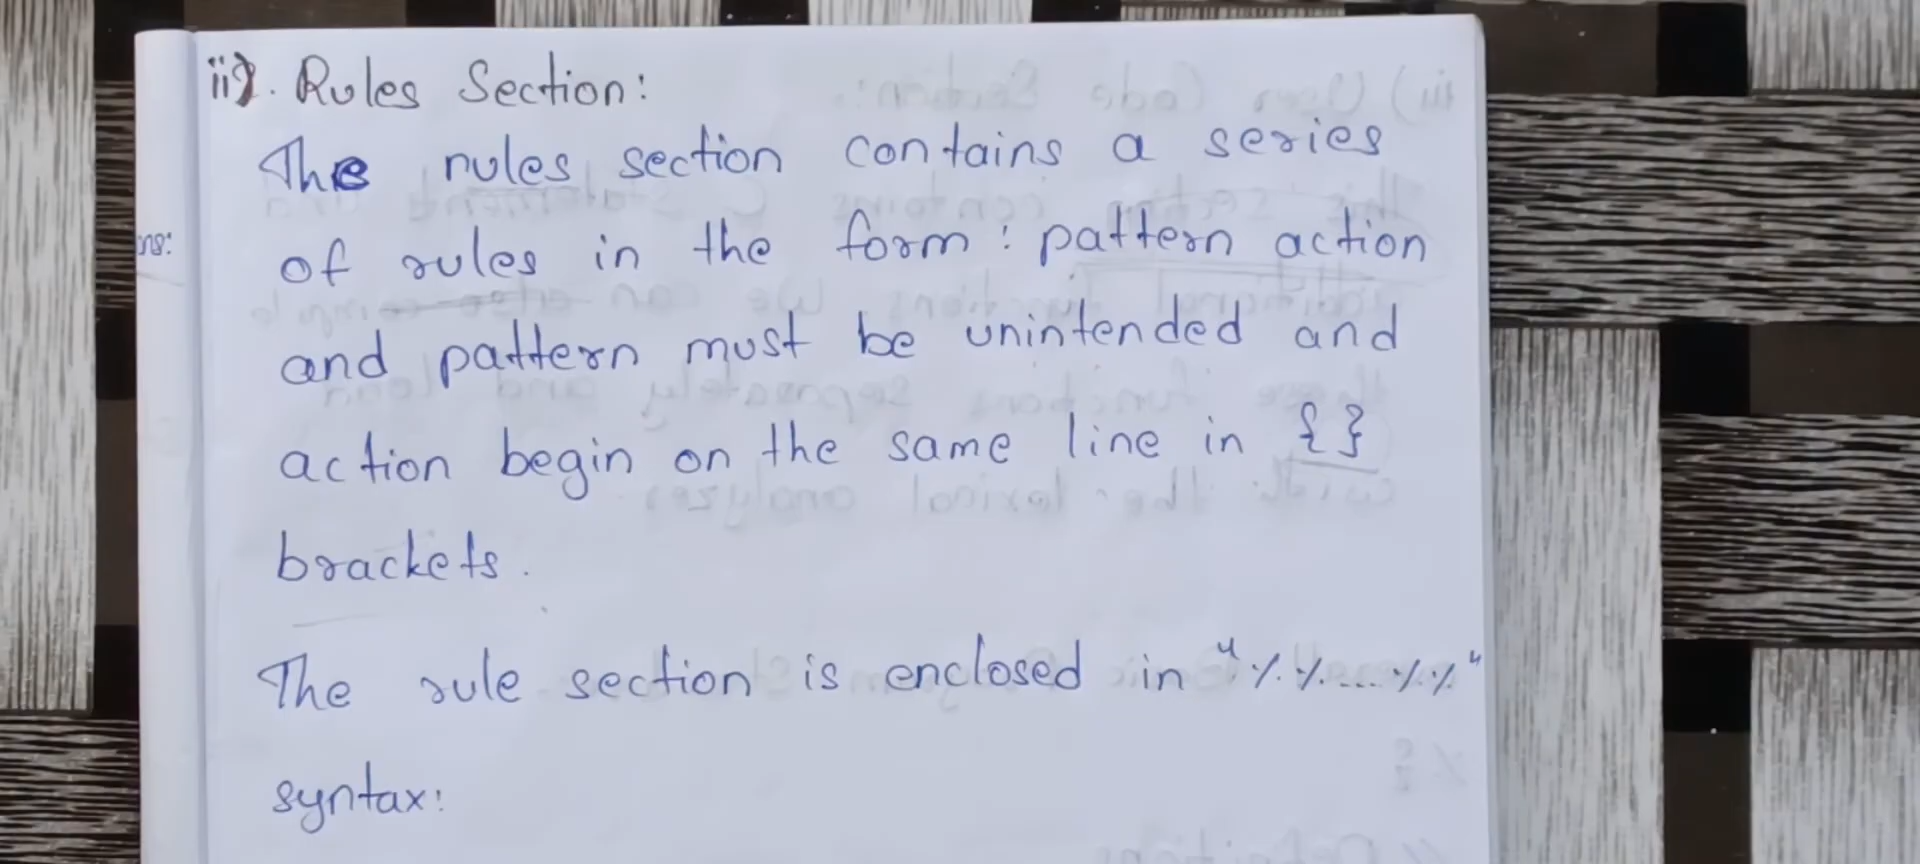 ii). Rules Section:
The rules section contains a series
of rules in the form: pattern action
and pattern must be unintended and
action begin on the same line in {}
brackets.
The rule section is enclosed in "%%...%%"
syntax: